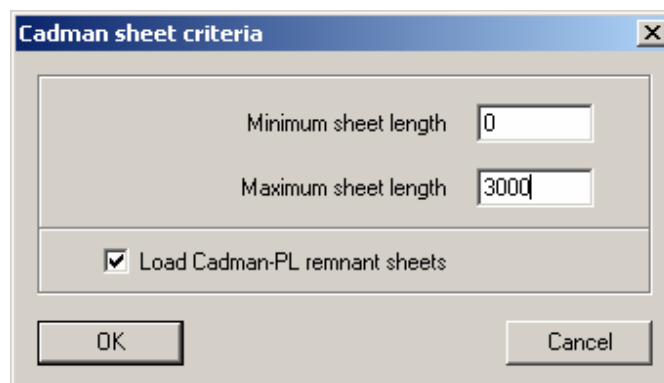 Cadman sheet criteria
Minimum sheet length 0
Maximum sheet length 3000
Load Cadman-PL remnant sheets
OK Cancel